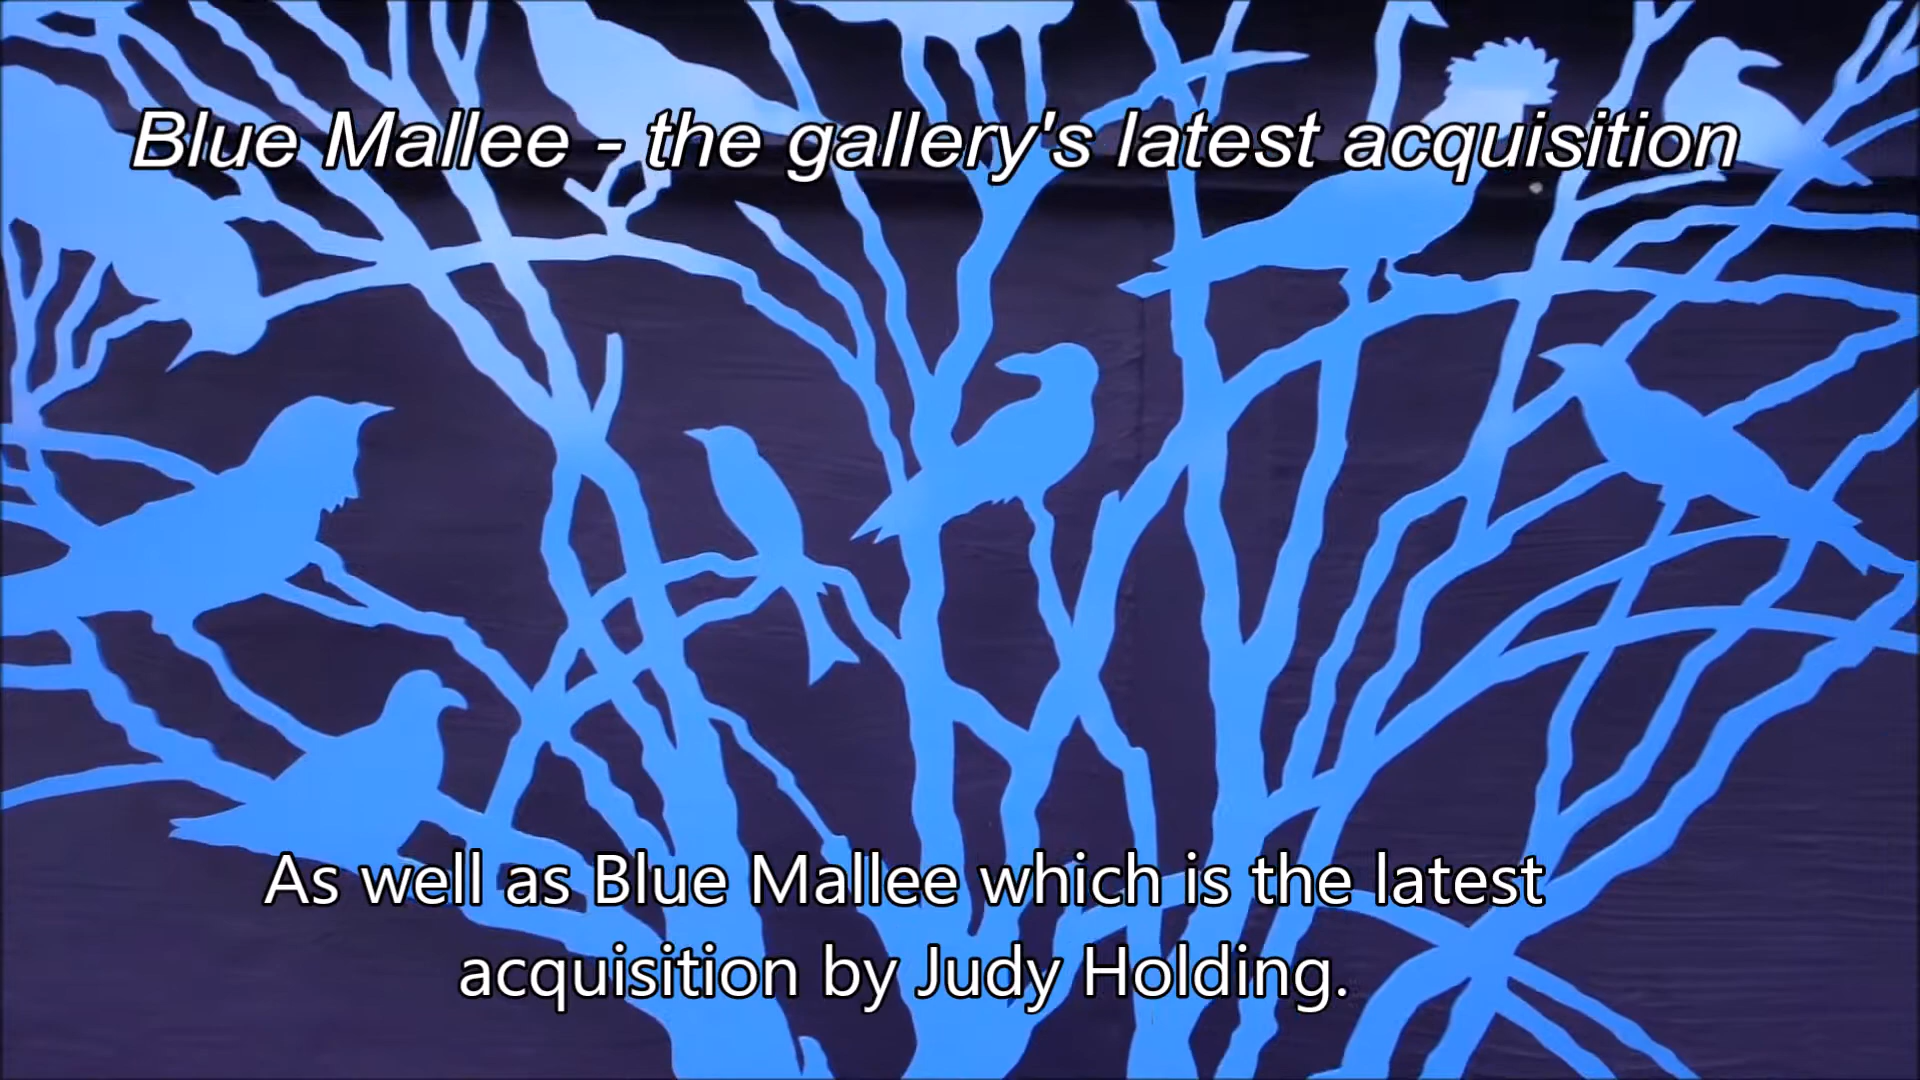 Blue Mallee - the gallery's latest acquisition
As well as Blue Mallee which is the latest
acquisition by Judy Holding.